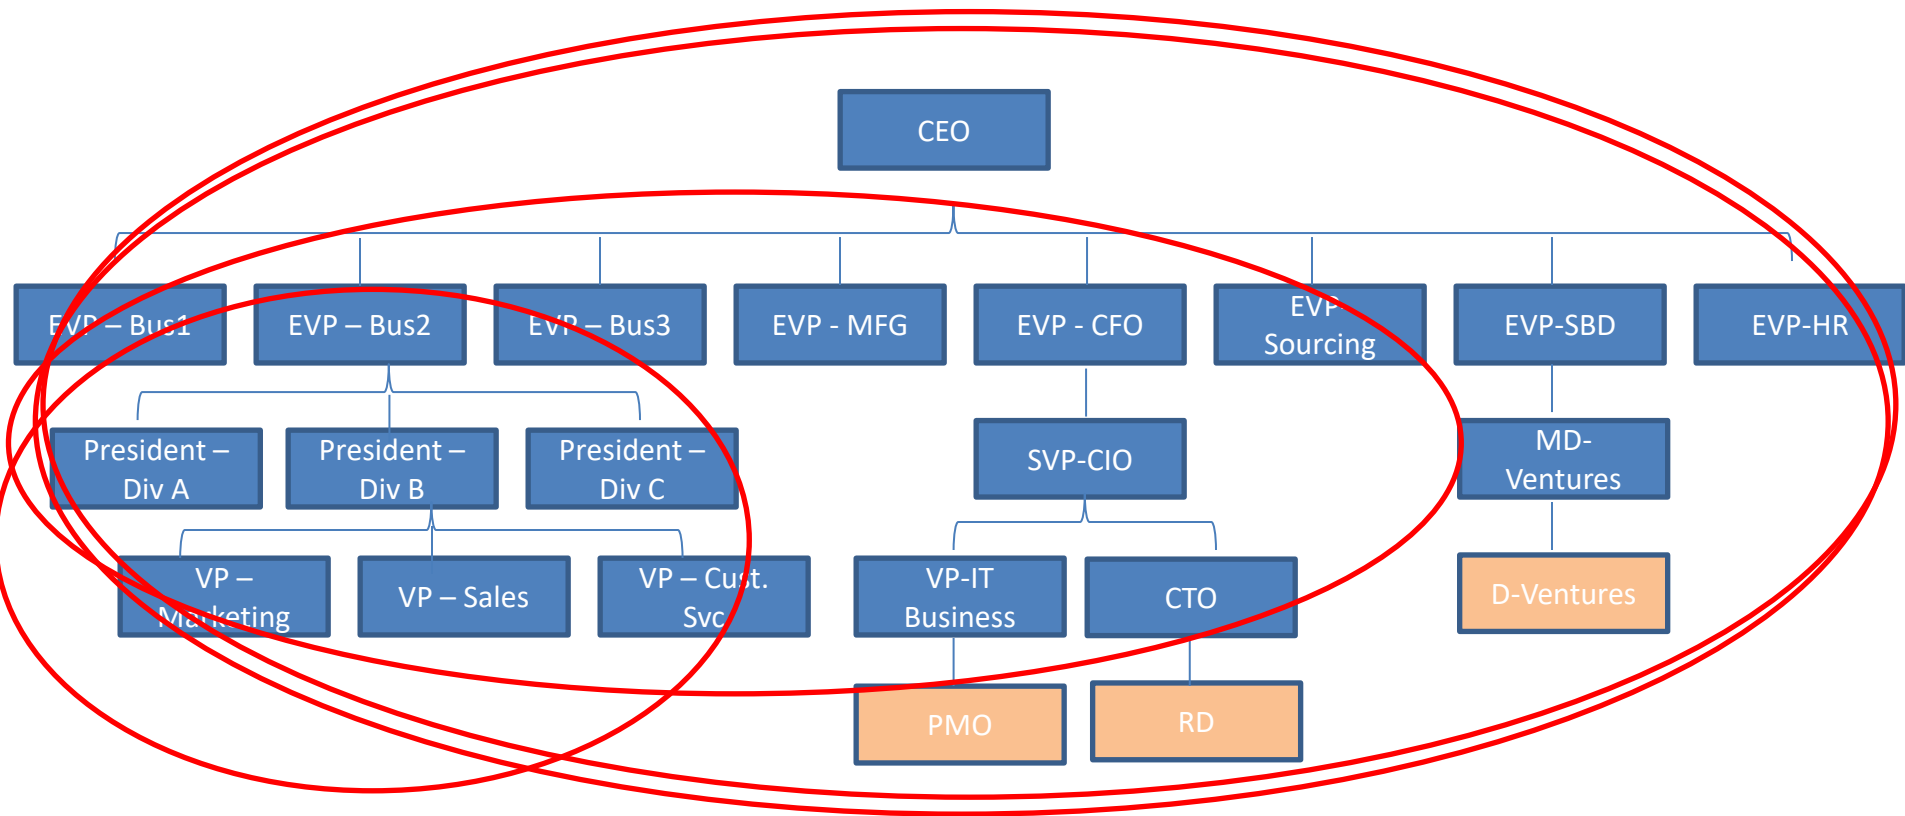 CEO
EVP – Bus1
EVP – Bus2
EVP – Bus3
EVP - MFG
EVP - CFO
EVP-
Sourcing
EVP-SBD
EVP-HR
President –
Div A
President –
Div B
President –
Div C
SVP-CIO
MD-
Ventures
VP –
Marketing
VP – Sales
VP – Cust.
Svc
VP-IT
Business
CTO
D-Ventures
PMO
RD